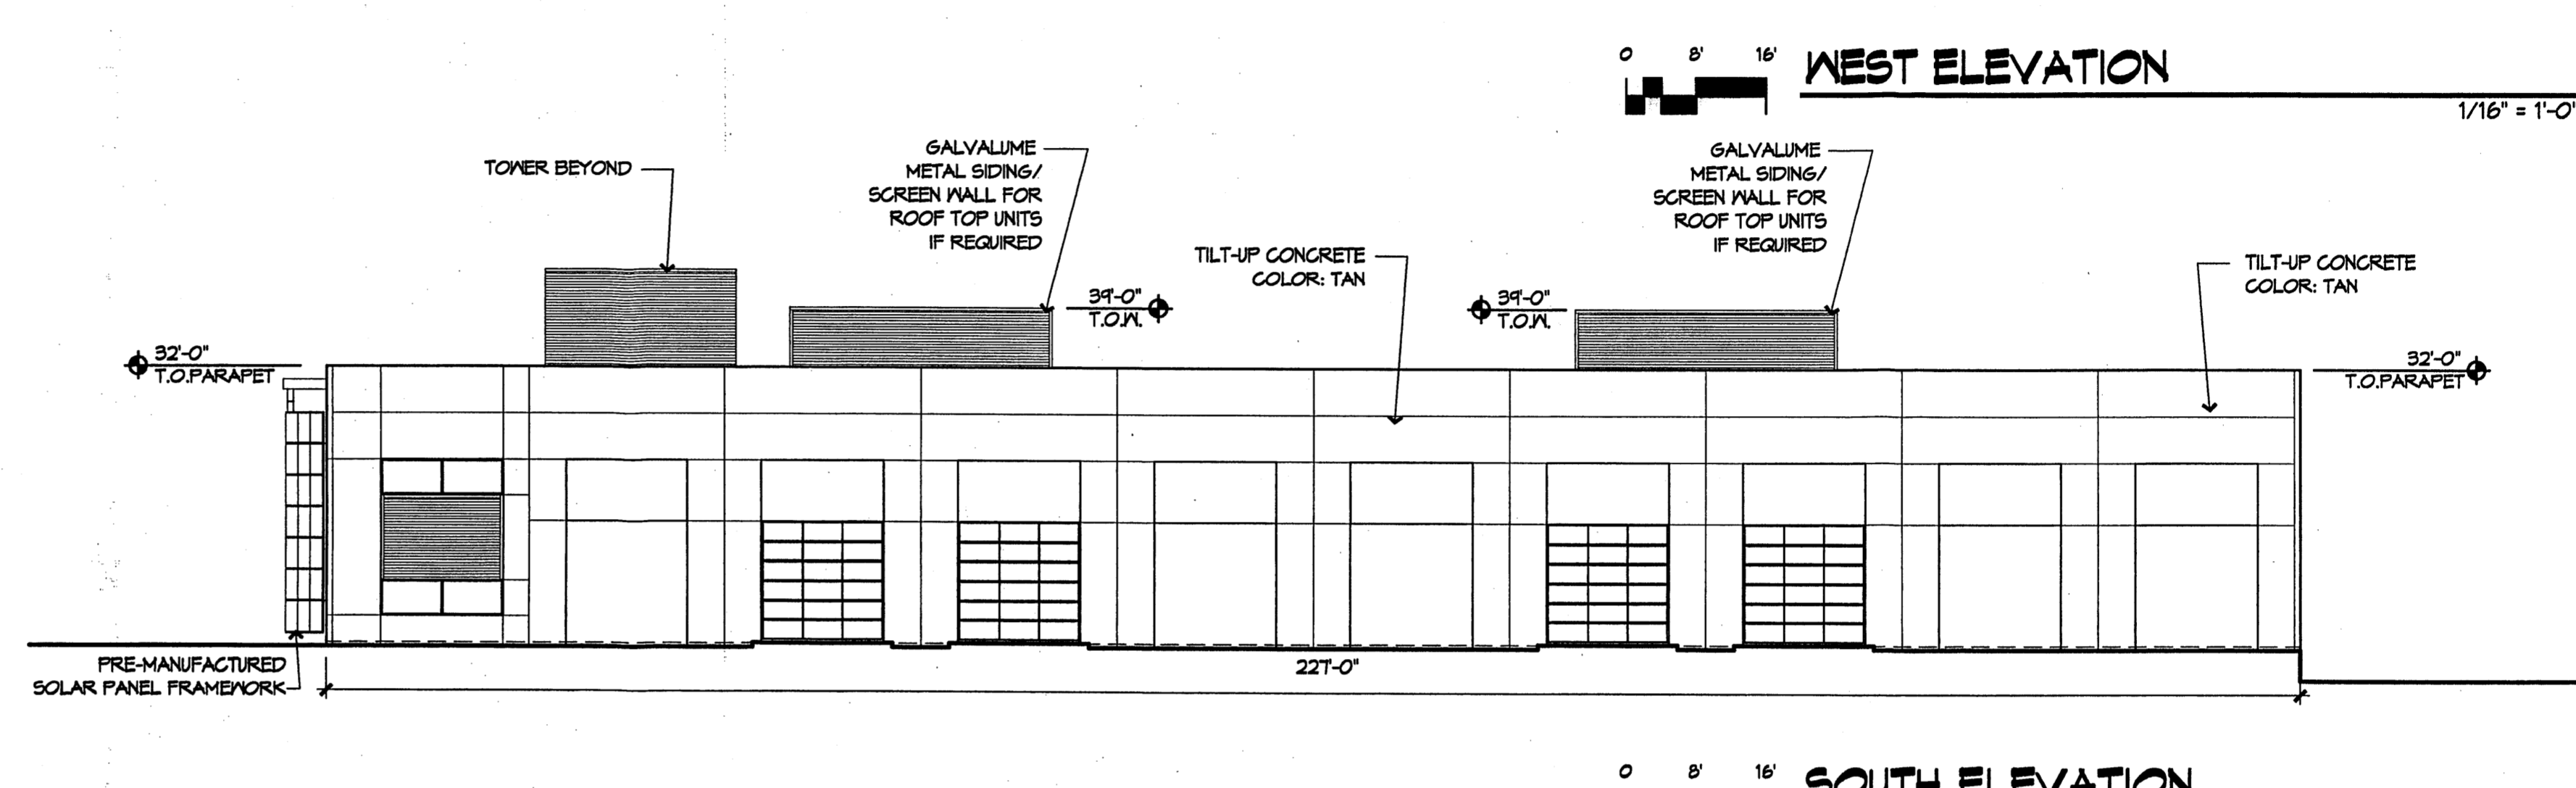 0 8' 16' WEST ELEVATION
1/16" = 1'-0"
TOWER BEYOND
GALVALUME
METAL SIDING/
SCREEN WALL FOR
ROOF TOP UNITS
IF REQUIRED
GALVALUME
METAL SIDING/
SCREEN WALL FOR
ROOF TOP UNITS
IF REQUIRED
TILT-UP CONCRETE
COLOR: TAN
TILT-UP CONCRETE
COLOR: TAN
39'-0"
T.O.W.
39'-0"
T.O.W.
32'-0"
T.O.PARAPET
32'-0"
T.O.PARAPET
PRE-MANUFACTURED
SOLAR PANEL FRAMEWORK
227'-0"
0 8' 16' SOUTH ELEVATION